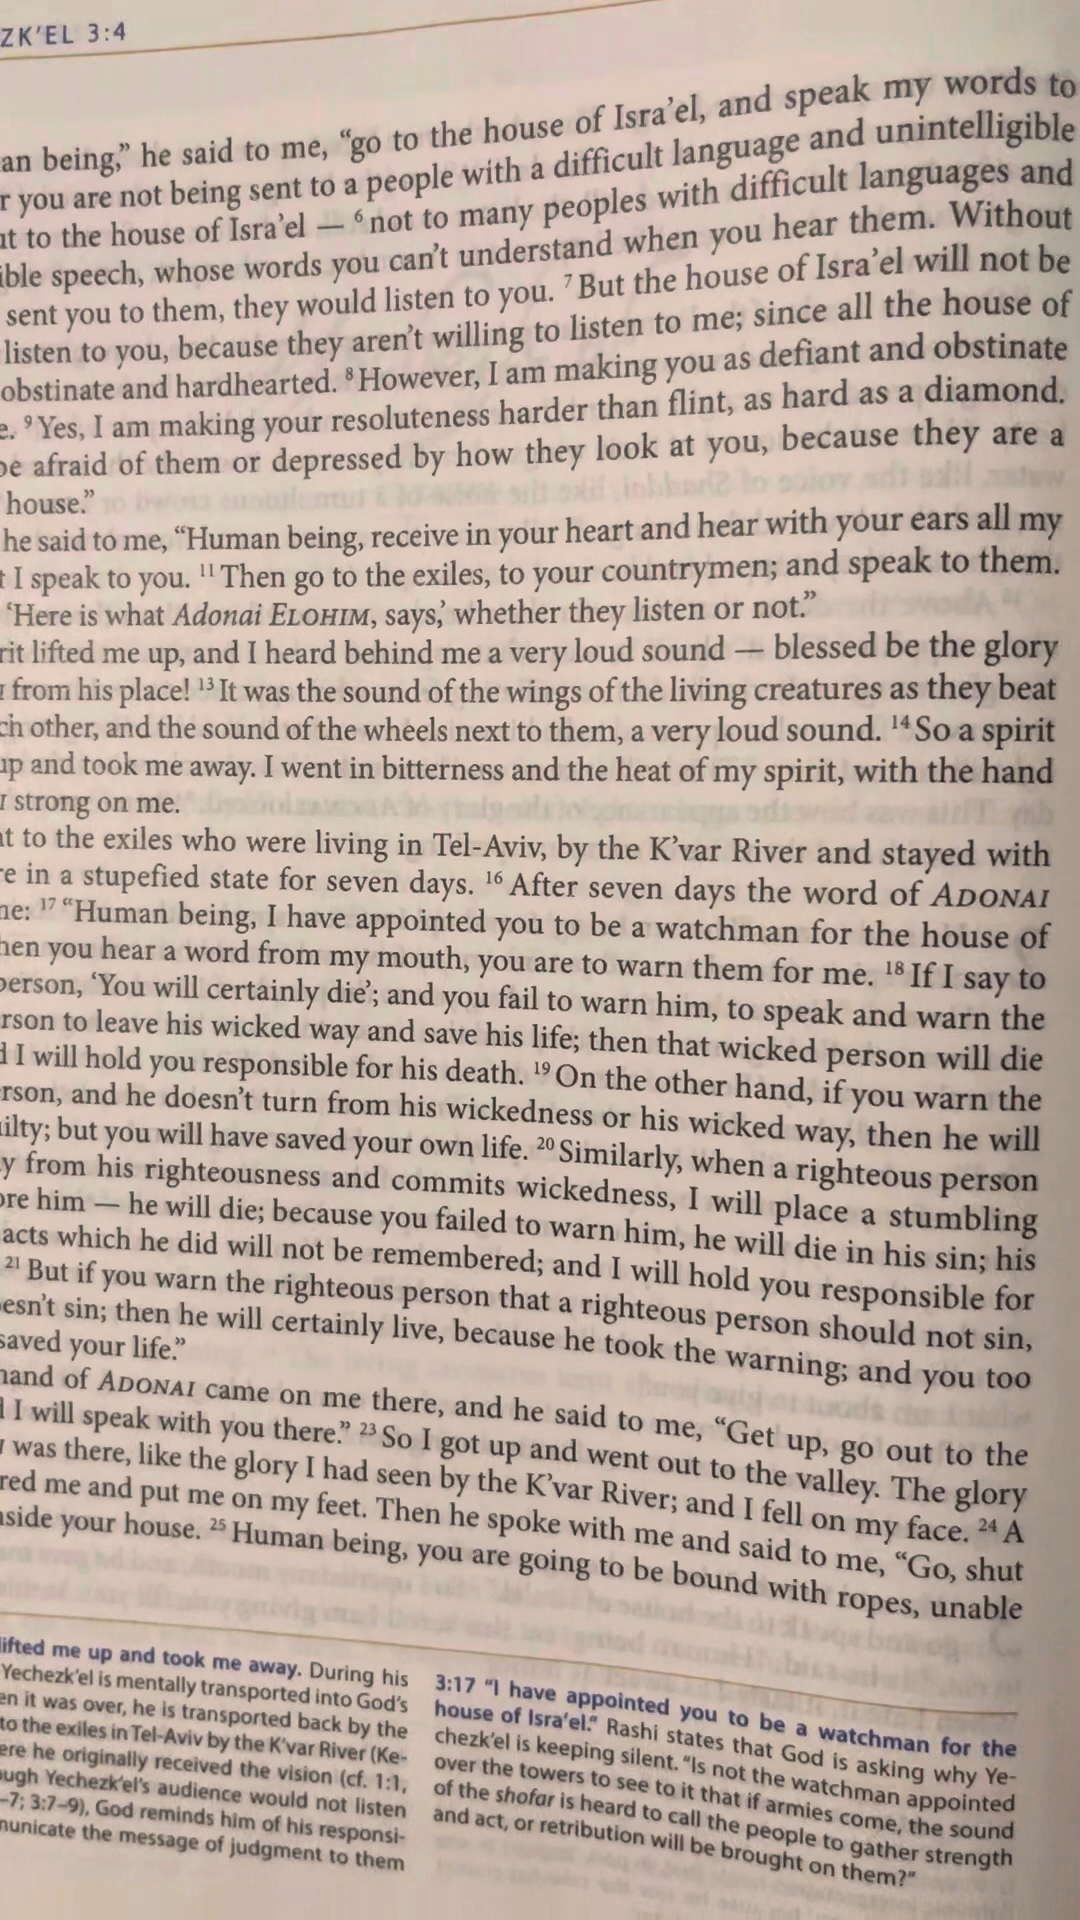 ZK’EL 3:4
an being,” he said to me, “go to the house of Isra’el, and speak my words to
r you are not being sent to a people with a difficult language and unintelligible
ut to the house of Isra’el — ⁶ not to many peoples with difficult languages and
ible speech, whose words you can’t understand when you hear them. Without
sent you to them, they would listen to you. ⁷ But the house of Isra’el will not be
listen to you, because they aren’t willing to listen to me; since all the house of
obstinate and hardhearted. ⁸ However, I am making you as defiant and obstinate
e. ⁹ Yes, I am making your resoluteness harder than flint, as hard as a diamond.
be afraid of them or depressed by how they look at you, because they are a
house.”
he said to me, “Human being, receive in your heart and hear with your ears all my
t I speak to you. ¹¹ Then go to the exiles, to your countrymen; and speak to them.
‘Here is what Adonai ELOHIM, says,’ whether they listen or not.”
rit lifted me up, and I heard behind me a very loud sound — blessed be the glory
I from his place! ¹³ It was the sound of the wings of the living creatures as they beat
ch other, and the sound of the wheels next to them, a very loud sound. ¹⁴ So a spirit
up and took me away. I went in bitterness and the heat of my spirit, with the hand
I strong on me.
nt to the exiles who were living in Tel-Aviv, by the K’var River and stayed with
re in a stupefied state for seven days. ¹⁶ After seven days the word of ADONAI
me: ¹⁷ “Human being, I have appointed you to be a watchman for the house of
hen you hear a word from my mouth, you are to warn them for me. ¹⁸ If I say to
person, ‘You will certainly die’; and you fail to warn him, to speak and warn the
rson to leave his wicked way and save his life; then that wicked person will die
d I will hold you responsible for his death. ¹⁹ On the other hand, if you warn the
rson, and he doesn’t turn from his wickedness or his wicked way, then he will
uilty; but you will have saved your own life. ²⁰ Similarly, when a righteous person
y from his righteousness and commits wickedness, I will place a stumbling
ore him — he will die; because you failed to warn him, he will die in his sin; his
acts which he did will not be remembered; and I will hold you responsible for
²¹ But if you warn the righteous person that a righteous person should not sin,
esn’t sin; then he will certainly live, because he took the warning; and you too
saved your life.”
hand of ADONAI came on me there, and he said to me, “Get up, go out to the
d I will speak with you there.” ²³ So I got up and went out to the valley. The glory
I was there, like the glory I had seen by the K’var River; and I fell on my face. ²⁴ A
red me and put me on my feet. Then he spoke with me and said to me, “Go, shut
nside your house. ²⁵ Human being, you are going to be bound with ropes, unable
lifted me up and took me away. During his
Yechezk’el is mentally transported into God’s
en it was over, he is transported back by the
to the exiles in Tel-Aviv by the K’var River (Ke-
ere he originally received the vision (cf. 1:1,
ough Yechezk’el’s audience would not listen
–7; 3:7–9), God reminds him of his responsi-
municate the message of judgment to them
3:17 “I have appointed you to be a watchman for the
house of Isra’el.” Rashi states that God is asking why Ye-
chezk’el is keeping silent. “Is not the watchman appointed
over the towers to see to it that if armies come, the sound
of the shofar is heard to call the people to gather strength
and act, or retribution will be brought on them?”